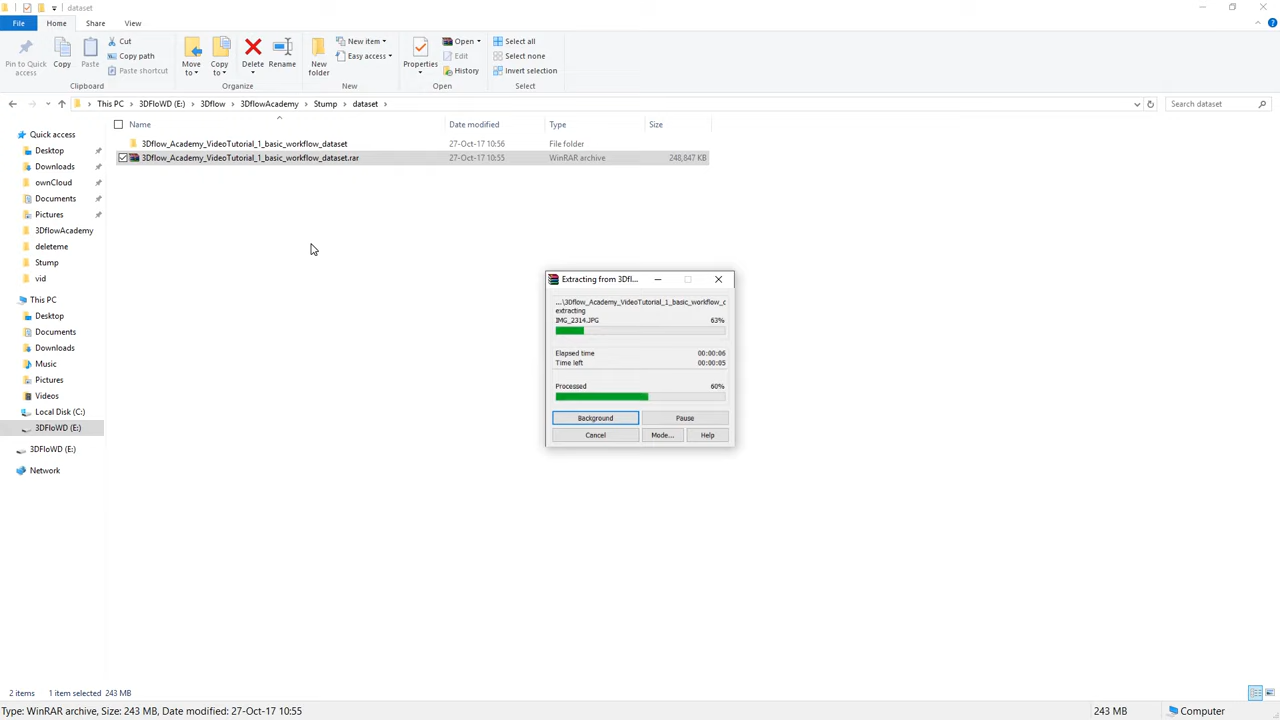 dataset
File
Home
Share
View
Pin to Quick access
Copy
Paste
Cut
Copy path
Paste shortcut
Clipboard
Move to
Copy to
Delete
Rename
Organize
New folder
New item
Easy access
New
Properties
Open
Edit
History
Open
Select all
Select none
Invert selection
Select
This PC
3DFloWD (E:)
3Dflow
3DflowAcademy
Stump
dataset
Search dataset
Name
Date modified
Type
Size
3Dflow_Academy_VideoTutorial_1_basic_workflow_dataset
27-Oct-17 10:56
File folder
3Dflow_Academy_VideoTutorial_1_basic_workflow_dataset.rar
27-Oct-17 10:55
WinRAR archive
248,847 KB
Quick access
Desktop
Downloads
ownCloud
Documents
Pictures
3DflowAcademy
deleteme
Stump
vid
This PC
Desktop
Documents
Downloads
Music
Pictures
Videos
Local Disk (C:)
3DFloWD (E:)
3DFloWD (E:)
Network
Extracting from 3Dfl...
...\3Dflow_Academy_VideoTutorial_1_basic_workflow_c
extracting
IMG_2314.JPG 63%
Elapsed time 00:00:06
Time left 00:00:05
Processed 60%
Background
Pause
Cancel
Mode...
Help
2 items
1 item selected 243 MB
Type: WinRAR archive, Size: 243 MB, Date modified: 27-Oct-17 10:55
243 MB
Computer